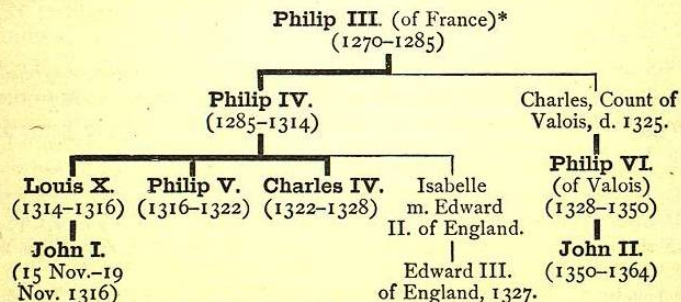 Philip III. (of France)*
(1270–1285)
Philip IV.
(1285–1314)
Charles, Count of
Valois, d. 1325.
Louis X.
(1314–1316)
Philip V.
(1316–1322)
Charles IV.
(1322–1328)
Isabelle
m. Edward
II. of England.
Philip VI.
(of Valois)
(1328–1350)
John I.
(15 Nov.–19
Nov. 1316)
Edward III.
of England, 1327.
John II.
(1350–1364)